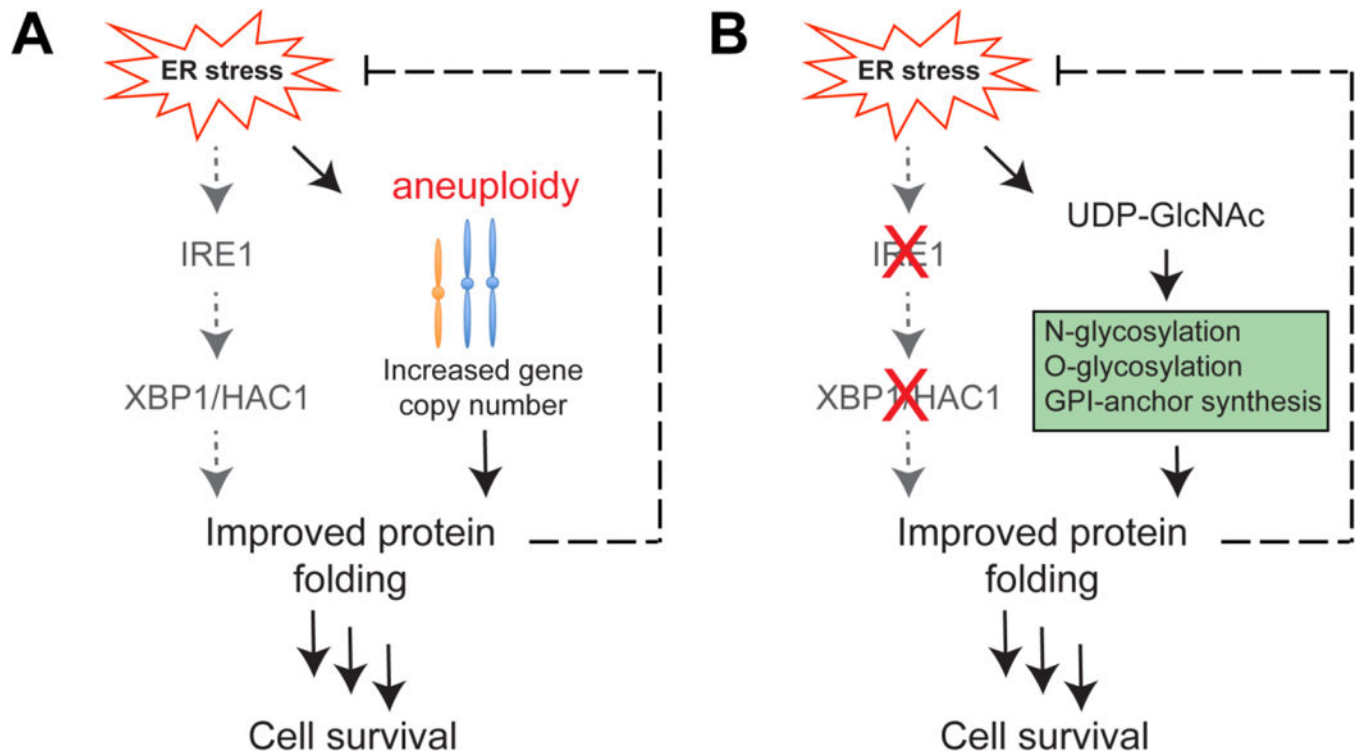 A
ER stress
aneuploidy
IRE1
Increased gene
copy number
XBP1/HAC1
Improved protein
folding
Cell survival
B
ER stress
UDP-GlcNAc
IRE1
N-glycosylation
O-glycosylation
GPI-anchor synthesis
XBP1/HAC1
Improved protein
folding
Cell survival